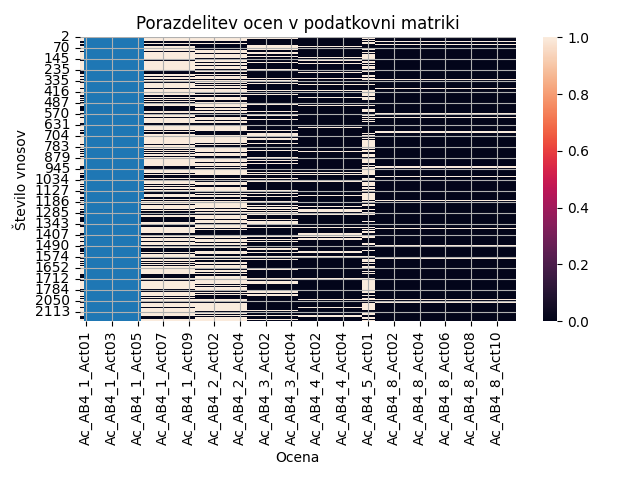 Porazdelitev ocen v podatkovni matriki
Število vnosov
2
70
145
235
335
416
487
570
631
704
783
879
945
1034
1127
1186
1285
1343
1407
1490
1574
1652
1712
1784
2050
2113
Ac_AB4_1_Act01
Ac_AB4_1_Act03
Ac_AB4_1_Act05
Ac_AB4_1_Act07
Ac_AB4_1_Act09
Ac_AB4_2_Act02
Ac_AB4_2_Act04
Ac_AB4_3_Act02
Ac_AB4_3_Act04
Ac_AB4_4_Act02
Ac_AB4_4_Act04
Ac_AB4_5_Act01
Ac_AB4_8_Act02
Ac_AB4_8_Act04
Ac_AB4_8_Act06
Ac_AB4_8_Act08
Ac_AB4_8_Act10
Ocena
1.0
0.8
0.6
0.4
0.2
0.0